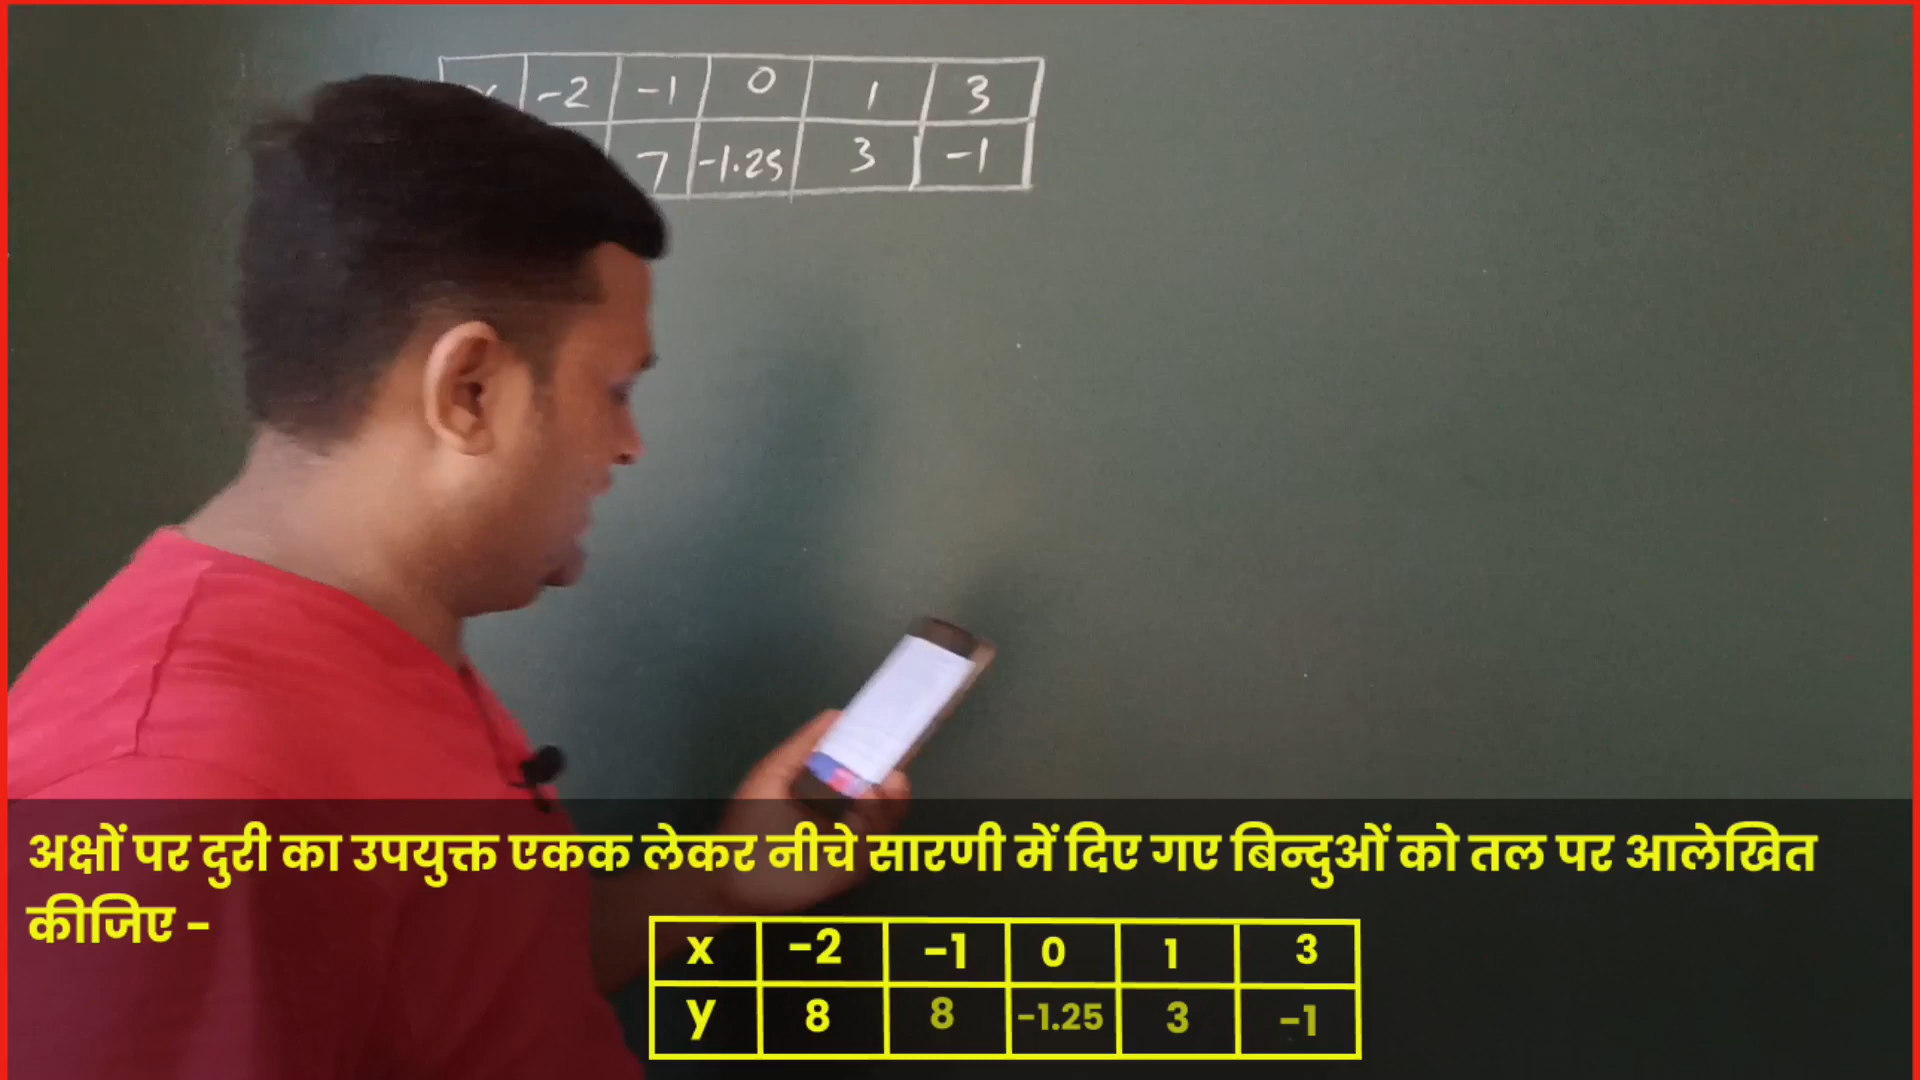 -2 -1 0 1 3
7 -1.25 3 -1
अक्षों पर दुरी का उपयुक्त एकक लेकर नीचे सारणी में दिए गए बिन्दुओं को तल पर आलेखित
कीजिए -
x -2 -1 0 1 3
y 8 8 -1.25 3 -1